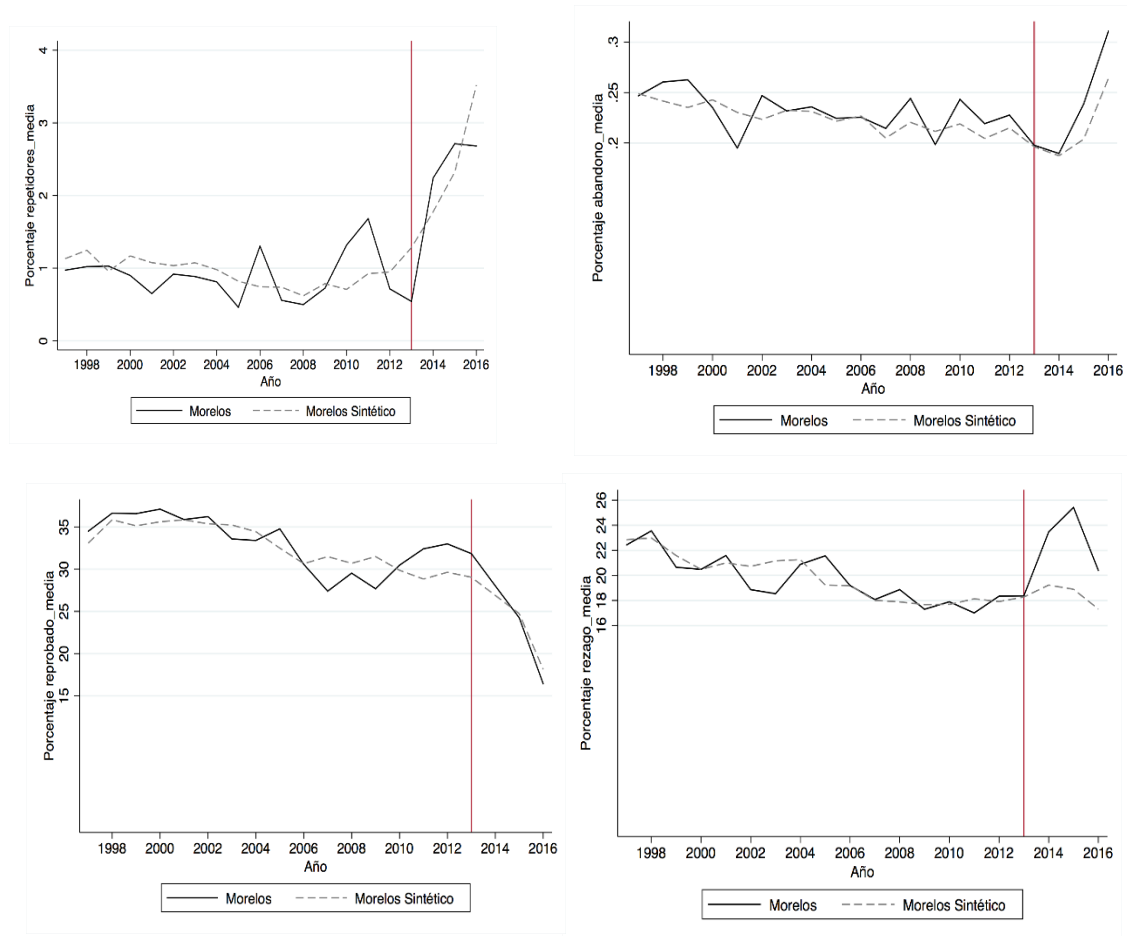 Porcentaje repetidores_media
4
3
2
1
0
1998 2000 2002 2004 2006 2008 2010 2012 2014 2016
Año
Morelos Morelos Sintético
Porcentaje abandono_media
.3
.25
.2
1998 2000 2002 2004 2006 2008 2010 2012 2014 2016
Año
Morelos Morelos Sintético
Porcentaje reprobado_media
35
30
25
20
15
1998 2000 2002 2004 2006 2008 2010 2012 2014 2016
Año
Morelos Morelos Sintético
Porcentaje rezago_media
26
24
22
20
18
16
1998 2000 2002 2004 2006 2008 2010 2012 2014 2016
Año
Morelos Morelos Sintético